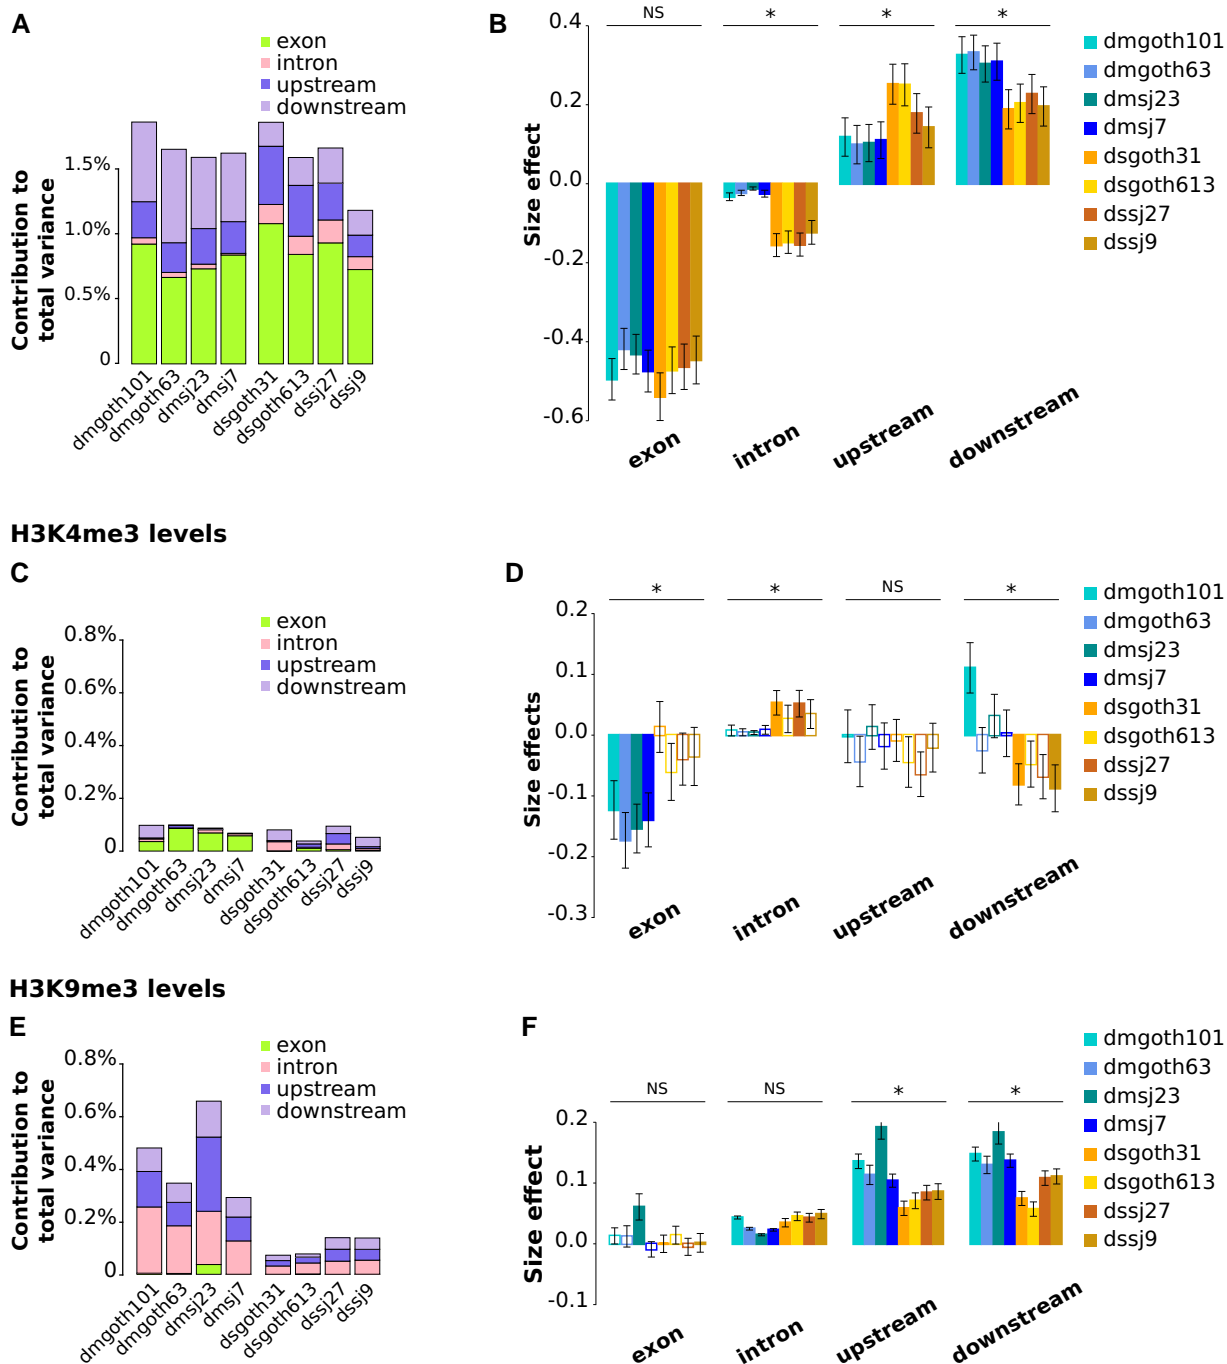 A
exon
intron
upstream
downstream
Contribution to
total variance
1.5%
1.0%
0.5%
0
dmgoth101
dmgoth63
dmsj23
dmsj7
dsgoth31
dsgoth613
dssj27
dssj9
B
NS
*
*
*
Size effect
0.4
0.2
0.0
-0.2
-0.4
-0.6
exon
intron
upstream
downstream
dmgoth101
dmgoth63
dmsj23
dmsj7
dsgoth31
dsgoth613
dssj27
dssj9
H3K4me3 levels
C
exon
intron
upstream
downstream
Contribution to
total variance
0.8%
0.6%
0.4%
0.2%
0
dmgoth101
dmgoth63
dmsj23
dmsj7
dsgoth31
dsgoth613
dssj27
dssj9
D
*
*
NS
*
Size effects
0.2
0.1
0.0
-0.1
-0.2
-0.3
exon
intron
upstream
downstream
dmgoth101
dmgoth63
dmsj23
dmsj7
dsgoth31
dsgoth613
dssj27
dssj9
H3K9me3 levels
E
exon
intron
upstream
downstream
Contribution to
total variance
0.8%
0.6%
0.4%
0.2%
0
dmgoth101
dmgoth63
dmsj23
dmsj7
dsgoth31
dsgoth613
dssj27
dssj9
F
NS
NS
*
*
Size effect
0.2
0.1
0.0
-0.1
exon
intron
upstream
downstream
dmgoth101
dmgoth63
dmsj23
dmsj7
dsgoth31
dsgoth613
dssj27
dssj9